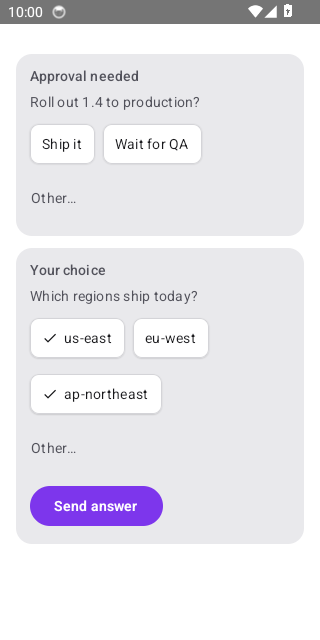 10:00
Approval needed
Roll out 1.4 to production?
Ship it
Wait for QA
Other...
Your choice
Which regions ship today?
us-east
eu-west
ap-northeast
Other...
Send answer